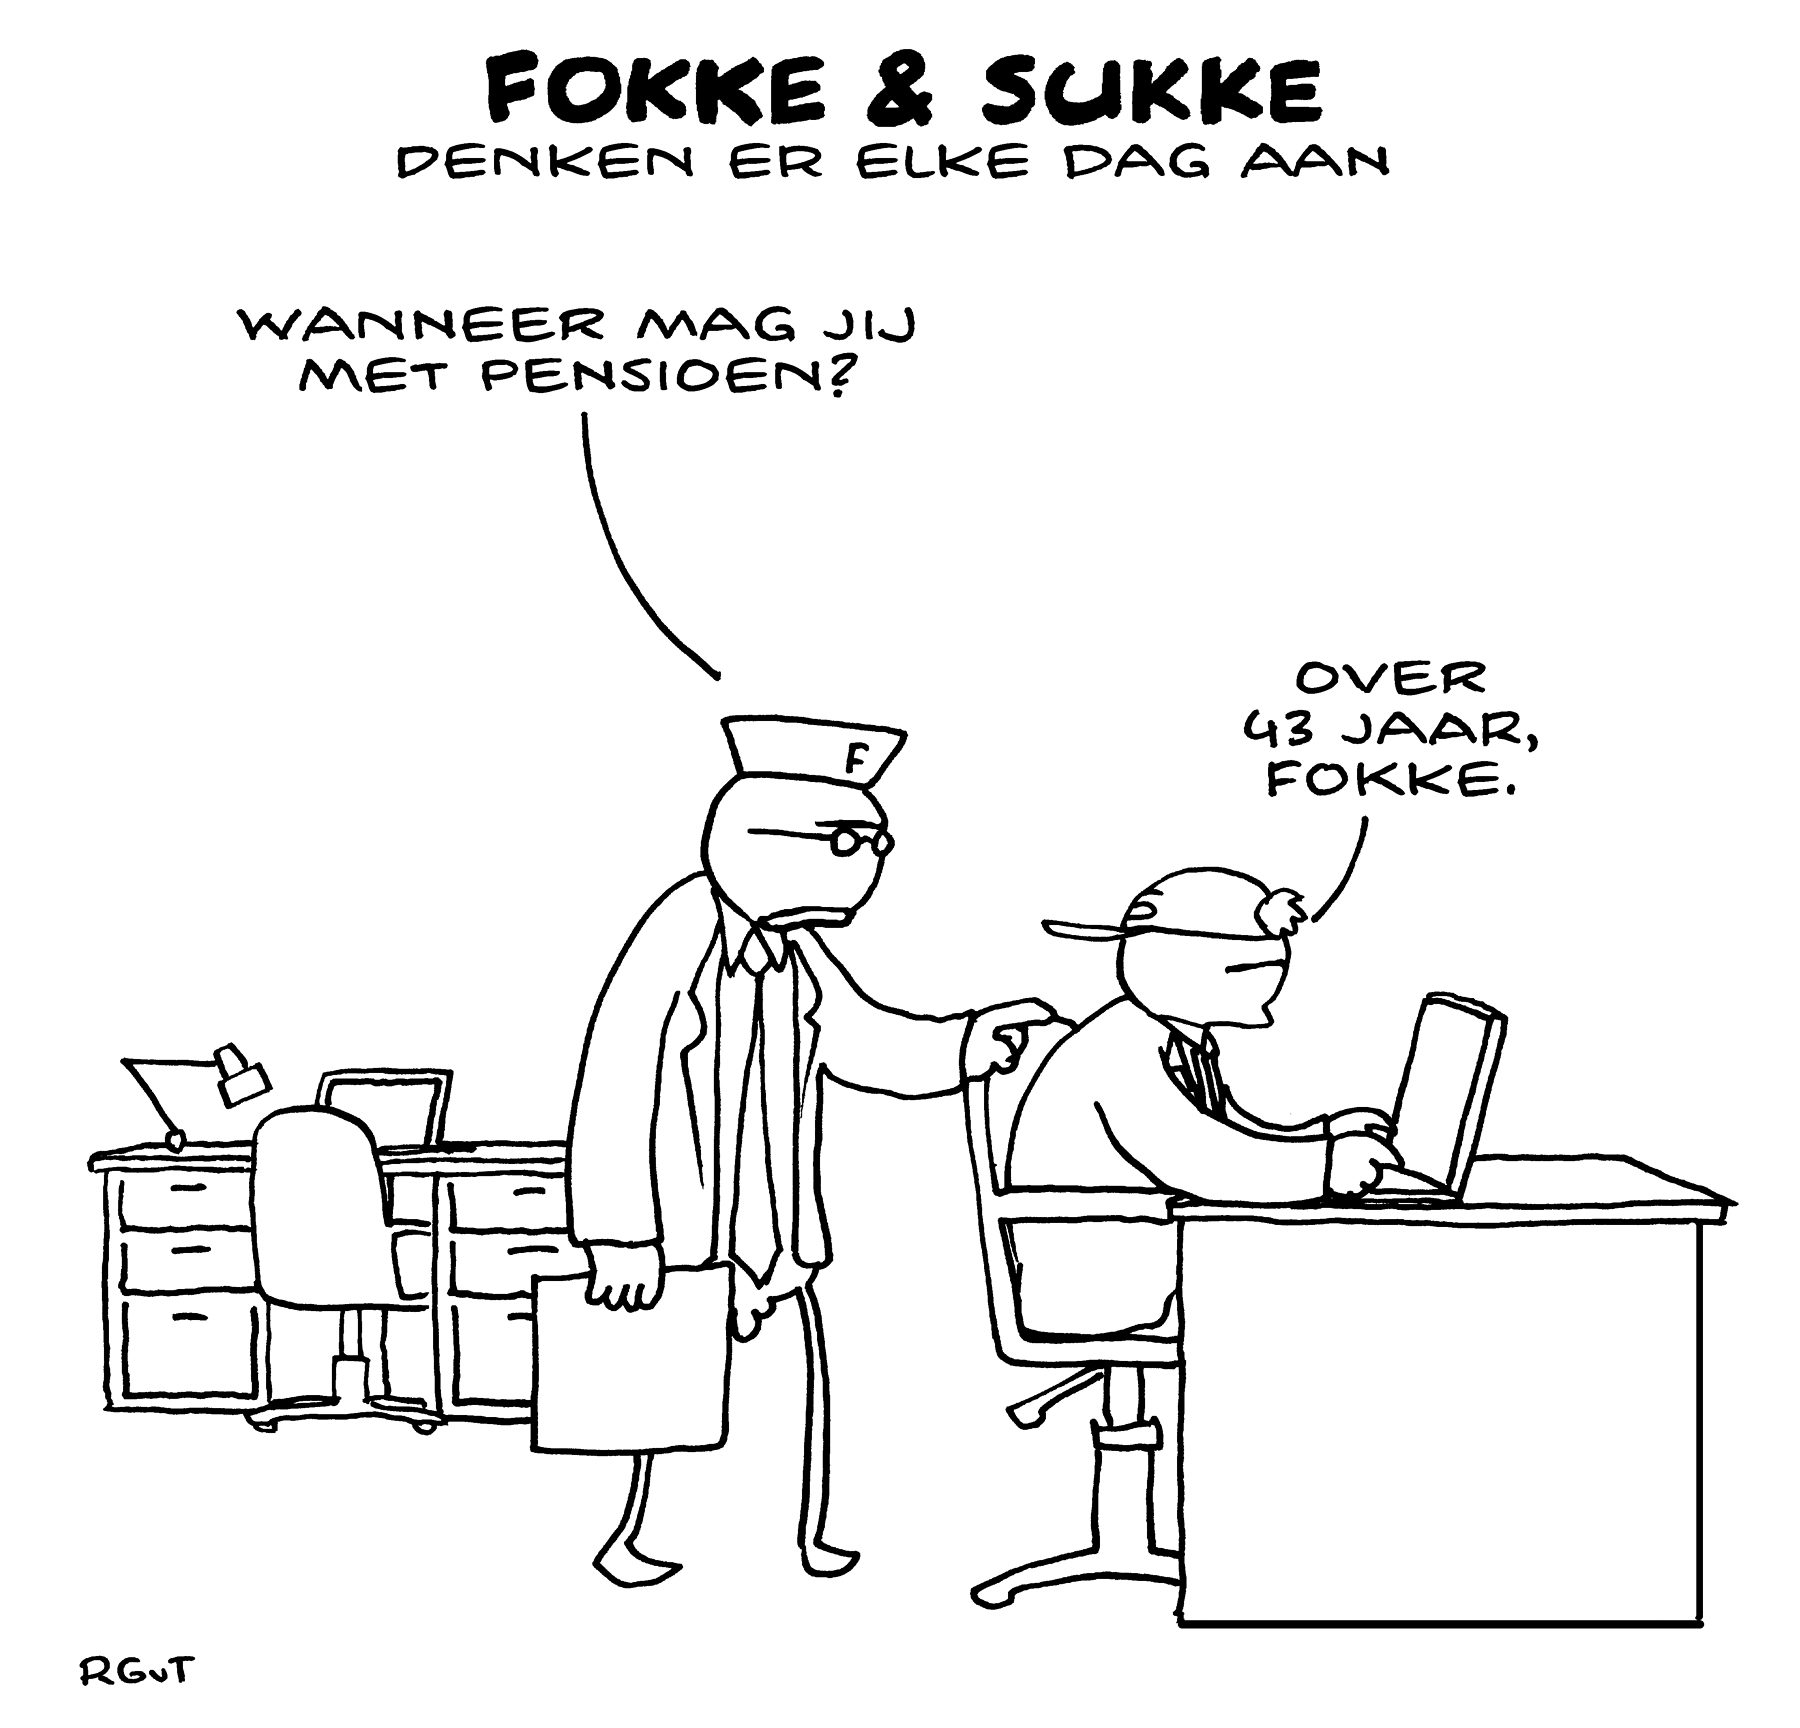 FOKKE & SUKKE
DENKEN ER ELKE DAG AAN
WANNEER MAG JIJ
MET PENSIOEN?
OVER
43 JAAR,
FOKKE.
F
RGvT